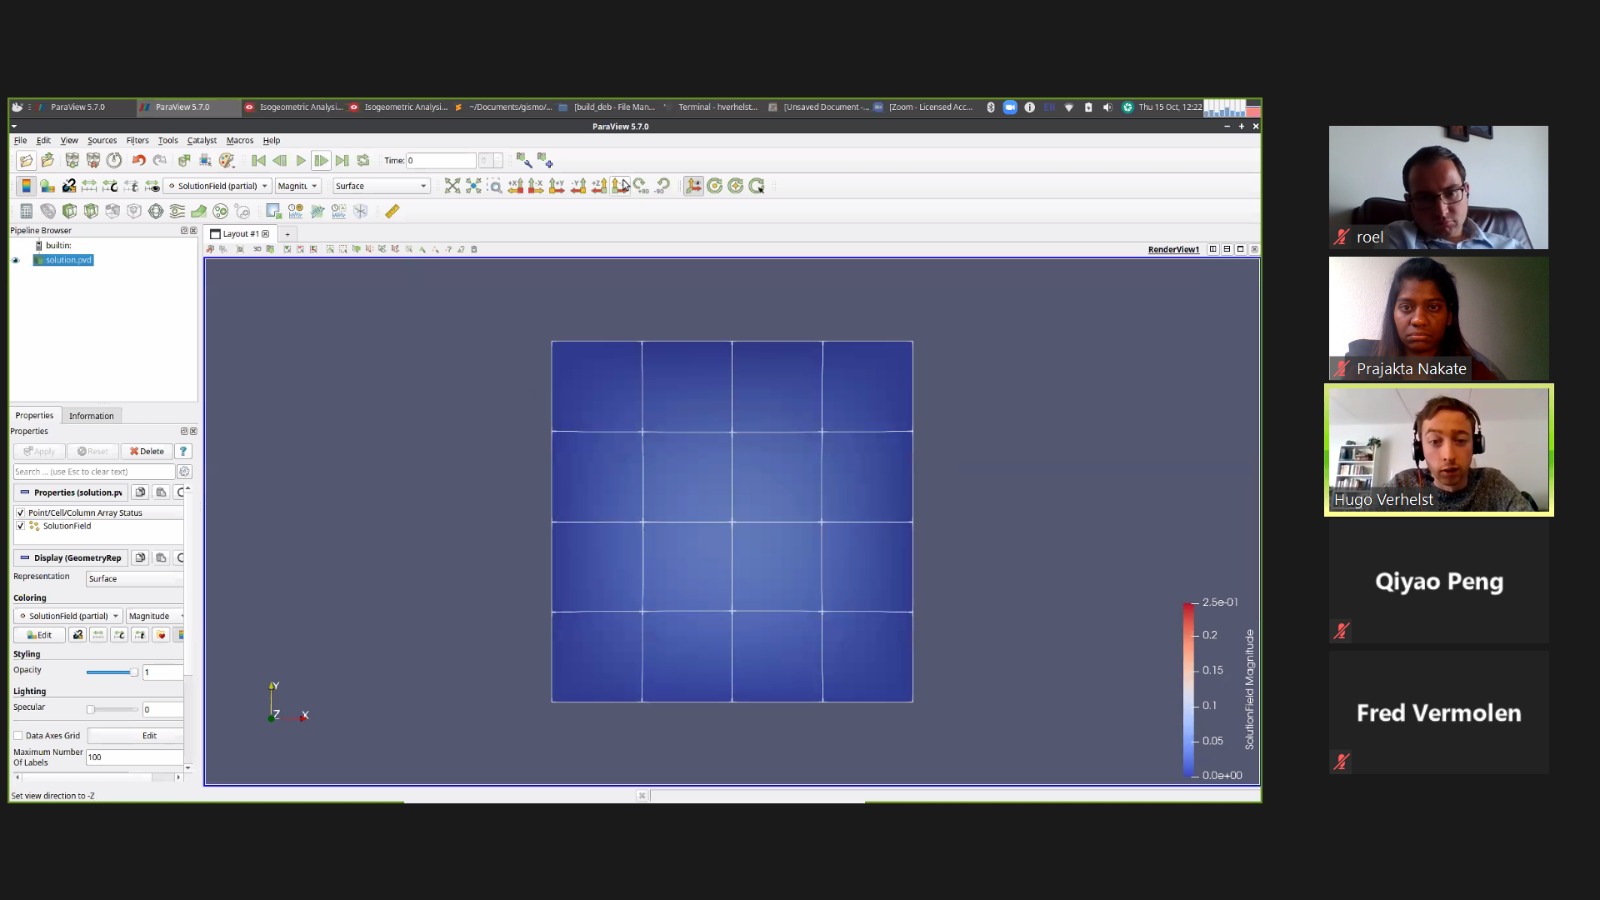 ParaView 5.7.0
ParaView 5.7.0
Isogeometric Analysi...
Isogeometric Analysi...
~/Documents/gismo/...
[build_deb - File Man...
Terminal - hverhelst...
[Unsaved Document -...
[Zoom - Licensed Acc...
EN
Thu 15 Oct, 12:22
ParaView 5.7.0
File Edit View Sources Filters Tools Catalyst Macros Help
Time: 0
SolutionField (partial)
Magnitu
Surface
Pipeline Browser
Layout #1
+
builtin:
3D
RenderView1
solution.pvd
Properties Information
Properties
Apply Reset Delete ?
Search ... (use Esc to clear text)
Properties (solution.pv
Point/Cell/Column Array Status
SolutionField
Display (GeometryRep
Representation Surface
Coloring
SolutionField (partial) Magnitude
Edit
Styling
Opacity 1
Lighting
Specular 0
Data Axes Grid Edit
Maximum Number
Of Labels
100
Set view direction to -Z
Y
Z
X
2.5e-01
0.2
0.15
0.1
0.05
0.0e+00
SolutionField Magnitude
roel
Prajakta Nakate
Hugo Verhelst
Qiyao Peng
Fred Vermolen